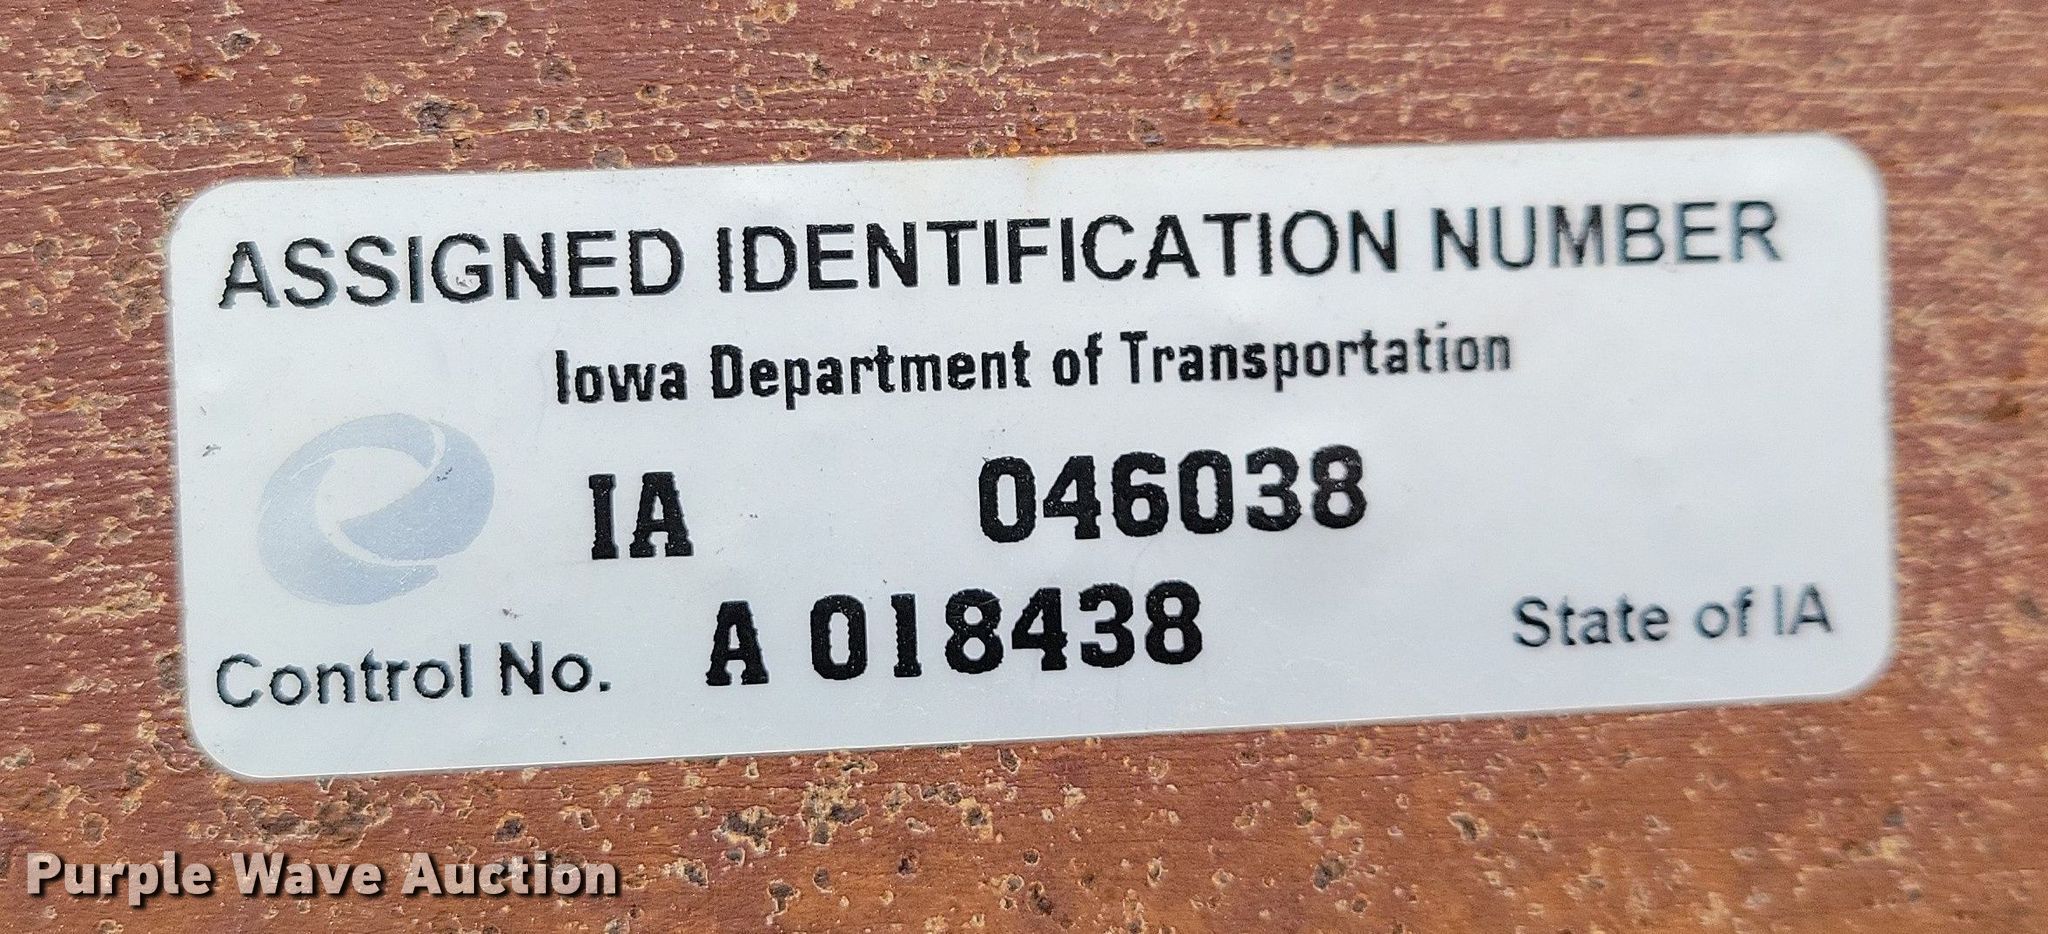 ASSIGNED IDENTIFICATION NUMBER
Iowa Department of Transportation
IA 046038
Control No. A 018438 State of IA
Purple Wave Auction